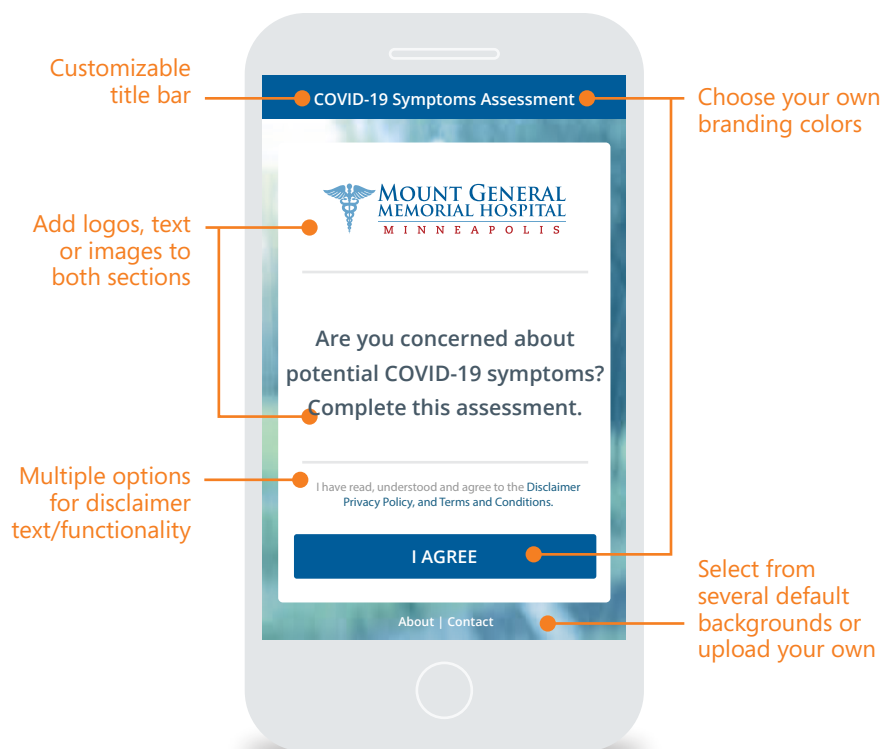 Customizable
title bar
COVID-19 Symptoms Assessment
Choose your own
branding colors
MOUNT GENERAL
MEMORIAL HOSPITAL
MINNEAPOLIS
Add logos, text
or images to
both sections
Are you concerned about
potential COVID-19 symptoms?
Complete this assessment.
Multiple options
for disclaimer
text/functionality
I have read, understood and agree to the Disclaimer
Privacy Policy, and Terms and Conditions.
I AGREE
Select from
several default
backgrounds or
upload your own
About | Contact